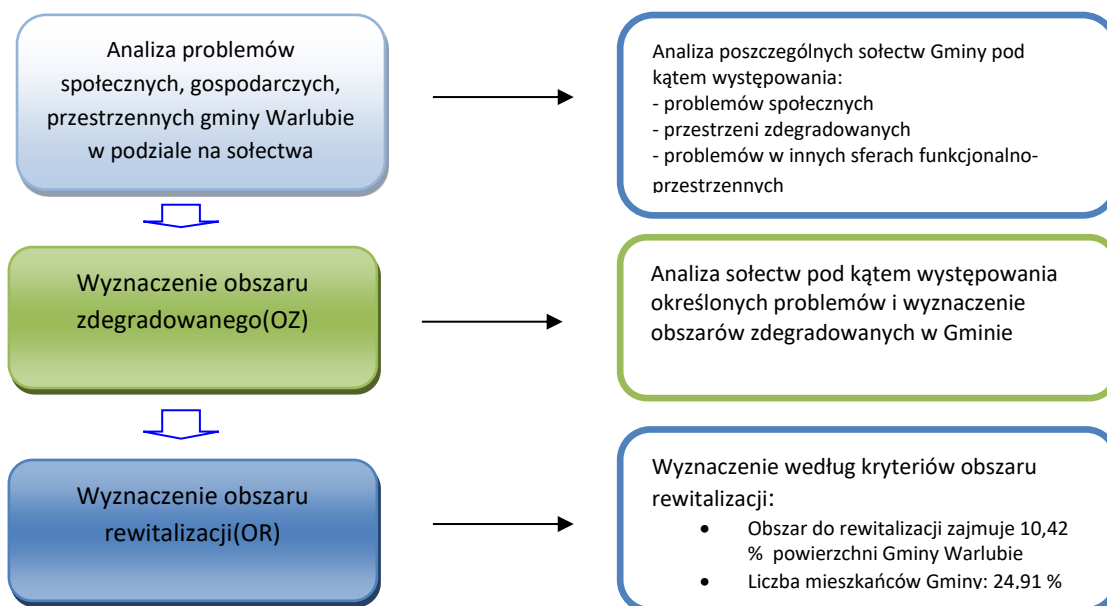 Analiza problemów
społecznych, gospodarczych,
przestrzennych gminy Warlubie
w podziale na sołectwa
Analiza poszczególnych sołectw Gminy pod
kątem występowania:
- problemów społecznych
- przestrzeni zdegradowanych
- problemów w innych sferach funkcjonalno-
przestrzennych
Wyznaczenie obszaru
zdegradowanego(OZ)
Analiza sołectw pod kątem występowania
określonych problemów i wyznaczenie
obszarów zdegradowanych w Gminie
Wyznaczenie obszaru
rewitalizacji(OR)
Wyznaczenie według kryteriów obszaru
rewitalizacji:
• Obszar do rewitalizacji zajmuje 10,42
% powierzchni Gminy Warlubie
• Liczba mieszkańców Gminy: 24,91 %